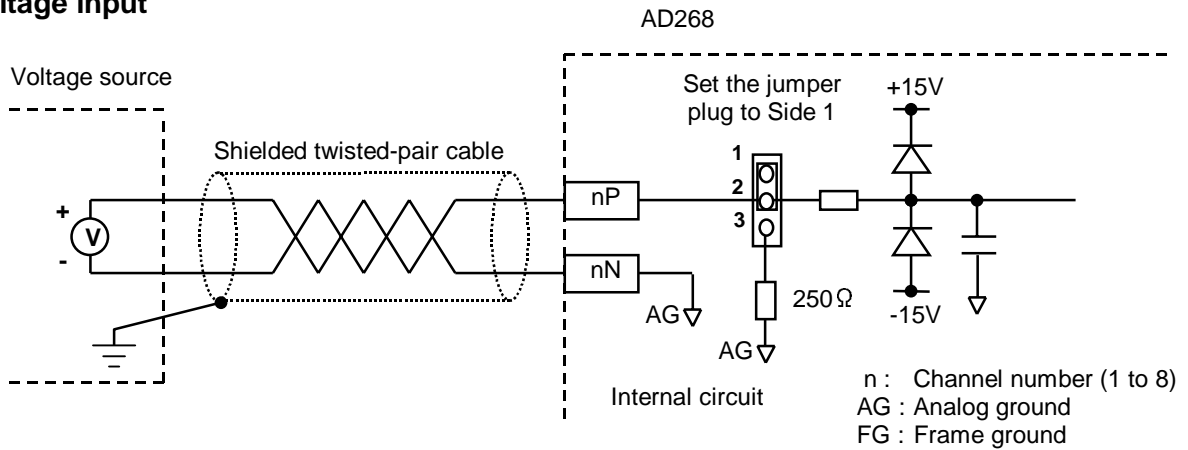 ltage input
AD268
Voltage source
Set the jumper
plug to Side 1
+15V
Shielded twisted-pair cable
1
2
3
nP
+
V
-
nN
AG
250Ω
-15V
AG
Internal circuit
n : Channel number (1 to 8)
AG : Analog ground
FG : Frame ground